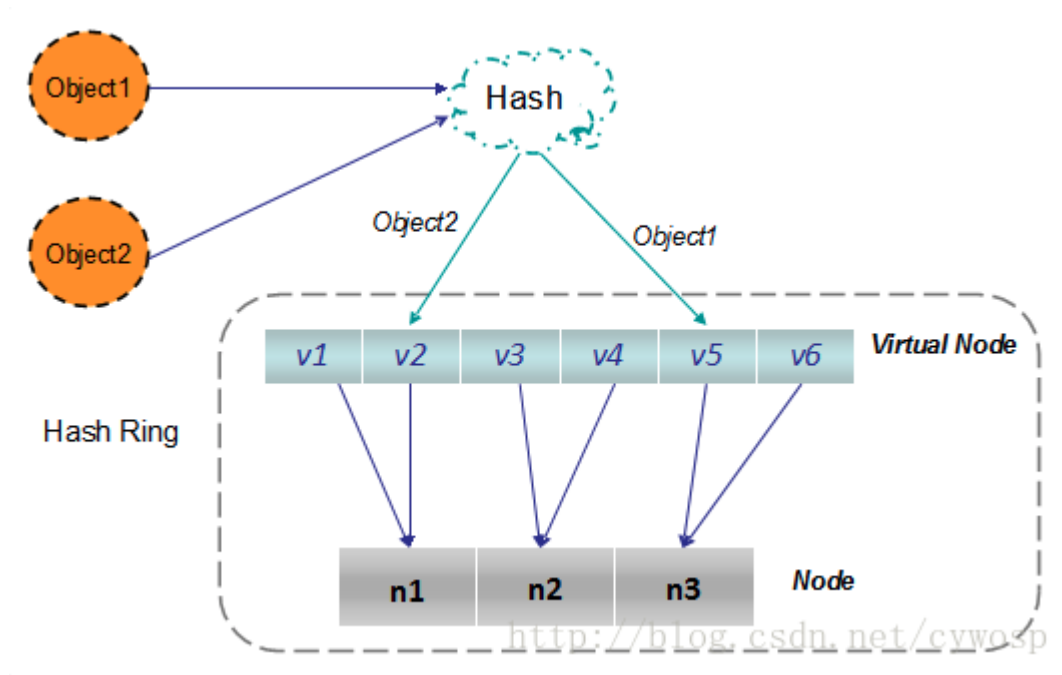 Object1
Hash
Object2
Object2
Object1
v1 v2 v3 v4 v5 v6
Virtual Node
Hash Ring
n1 n2 n3
Node
http://blog.csdn.net/cywosp